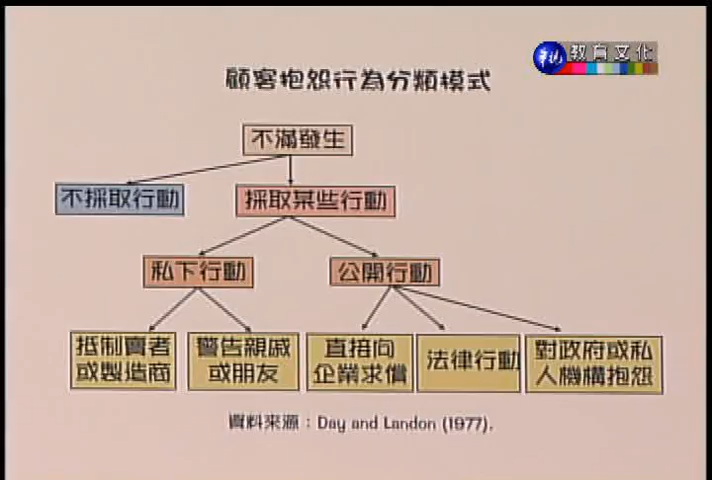 華視 教育文化
顧客抱怨行為分類模式
不滿發生
不採取行動
採取某些行動
私下行動
公開行動
抵制賣者
或製造商
警告親戚
或朋友
直接向
企業求償
法律行動
對政府或私
人機構抱怨
資料來源：Day and Landon (1977).